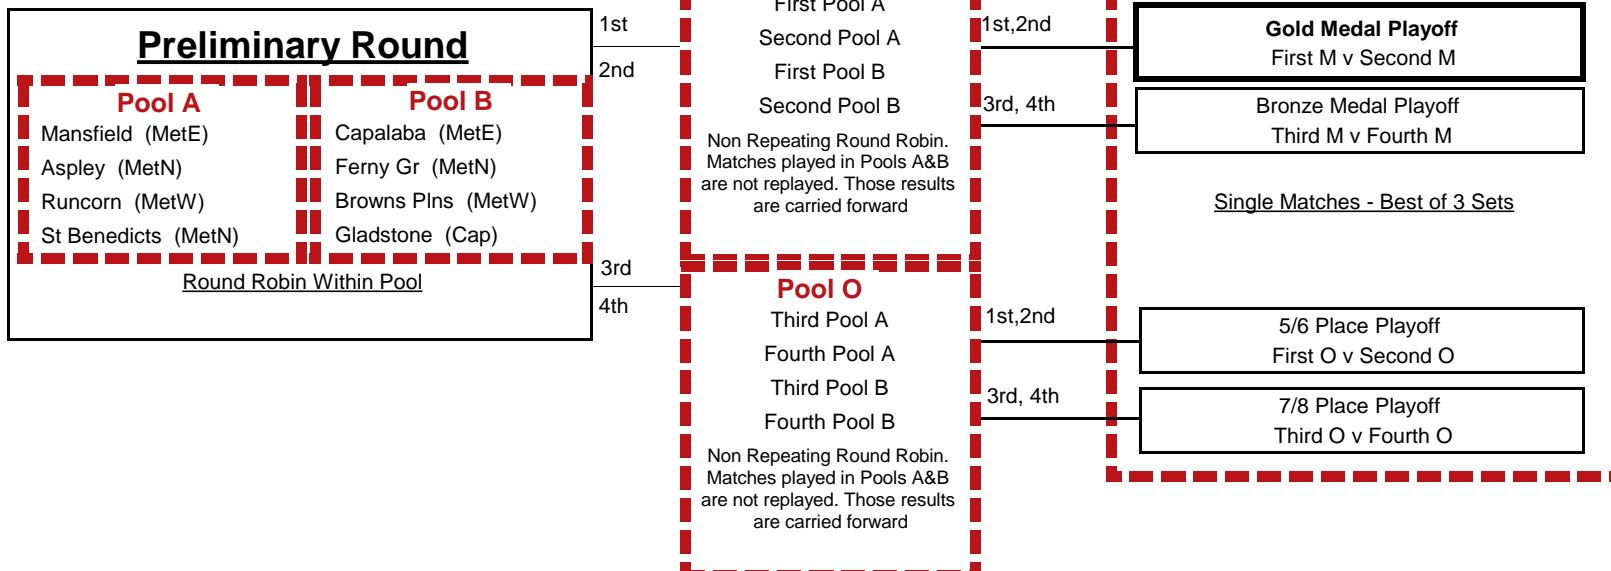 Preliminary Round
Pool A
Mansfield (MetE)
Aspley (MetN)
Runcorn (MetW)
St Benedicts (MetN)
Pool B
Capalaba (MetE)
Ferny Gr (MetN)
Browns Plns (MetW)
Gladstone (Cap)
Round Robin Within Pool
1st
2nd
3rd
4th
First Pool A
Second Pool A
First Pool B
Second Pool B
Non Repeating Round Robin.
Matches played in Pools A&B
are not replayed. Those results
are carried forward
Pool O
Third Pool A
Fourth Pool A
Third Pool B
Fourth Pool B
Non Repeating Round Robin.
Matches played in Pools A&B
are not replayed. Those results
are carried forward
1st,2nd
3rd, 4th
1st,2nd
3rd, 4th
Gold Medal Playoff
First M v Second M
Bronze Medal Playoff
Third M v Fourth M
Single Matches - Best of 3 Sets
5/6 Place Playoff
First O v Second O
7/8 Place Playoff
Third O v Fourth O